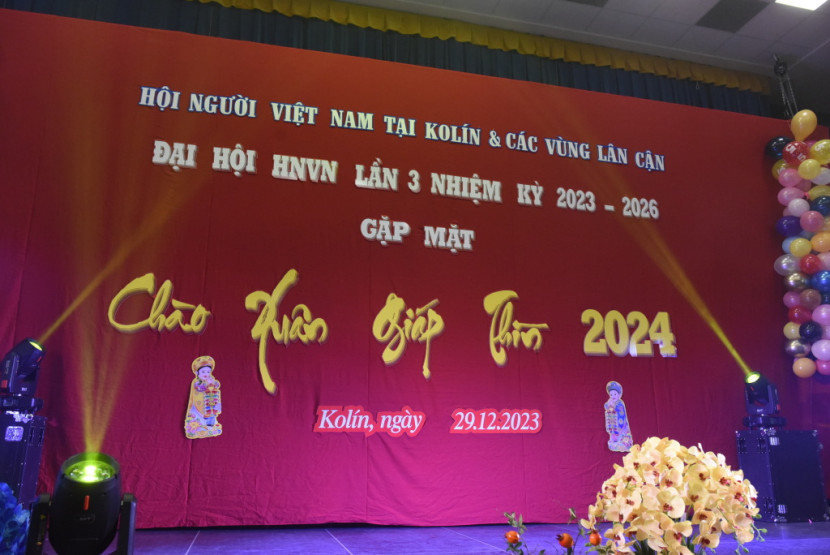 HỘI NGƯỜI VIỆT NAM TẠI KOLÍN & CÁC VÙNG LÂN CẬN
ĐẠI HỘI HNVN LẦN 3 NHIỆM KỲ 2023 - 2026
GẶP MẶT
Chào Xuân Giáp Thìn 2024
Kolín, ngày 29.12.2023